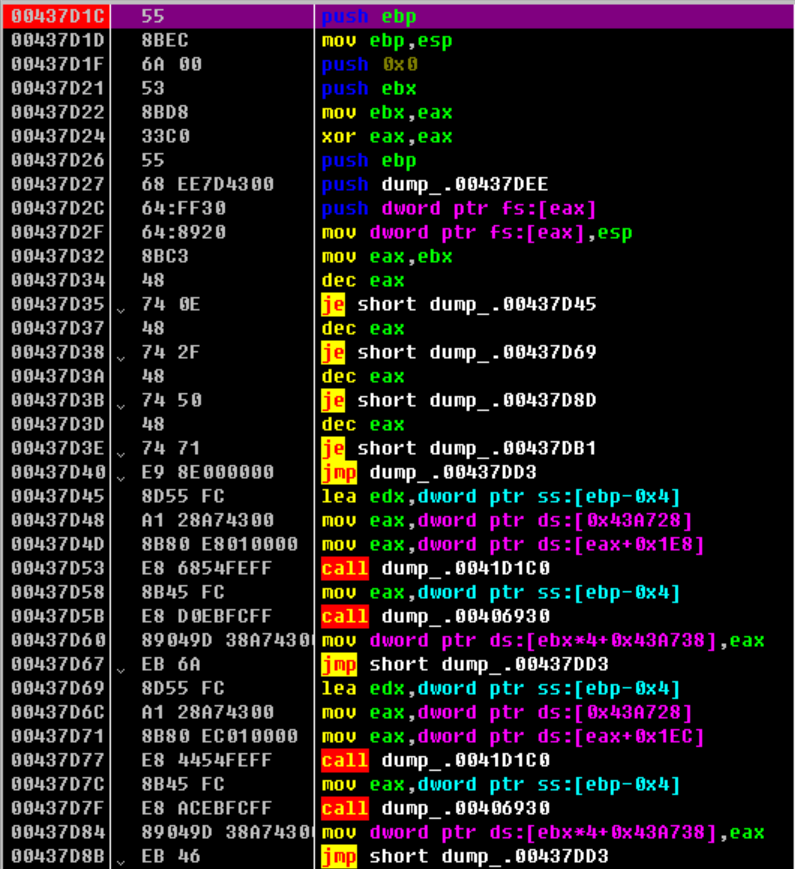 00437D1C 55 push ebp
00437D1D 8BEC mov ebp,esp
00437D1F 6A 00 push 0x0
00437D21 53 push ebx
00437D22 8BD8 mov ebx,eax
00437D24 33C0 xor eax,eax
00437D26 55 push ebp
00437D27 68 EE7D4300 push dump_.00437DEE
00437D2C 64:FF30 push dword ptr fs:[eax]
00437D2F 64:8920 mov dword ptr fs:[eax],esp
00437D32 8BC3 mov eax,ebx
00437D34 48 dec eax
00437D35 74 0E je short dump_.00437D45
00437D37 48 dec eax
00437D38 74 2F je short dump_.00437D69
00437D3A 48 dec eax
00437D3B 74 50 je short dump_.00437D8D
00437D3D 48 dec eax
00437D3E 74 71 je short dump_.00437DB1
00437D40 E9 8E000000 jmp dump_.00437DD3
00437D45 8D55 FC lea edx,dword ptr ss:[ebp-0x4]
00437D48 A1 28A74300 mov eax,dword ptr ds:[0x43A728]
00437D4D 8B80 E8010000 mov eax,dword ptr ds:[eax+0x1E8]
00437D53 E8 6854FEFF call dump_.0041D1C0
00437D58 8B45 FC mov eax,dword ptr ss:[ebp-0x4]
00437D5B E8 D0EBFCFF call dump_.00406930
00437D60 89049D 38A7430 mov dword ptr ds:[ebx*4+0x43A738],eax
00437D67 EB 6A jmp short dump_.00437DD3
00437D69 8D55 FC lea edx,dword ptr ss:[ebp-0x4]
00437D6C A1 28A74300 mov eax,dword ptr ds:[0x43A728]
00437D71 8B80 EC010000 mov eax,dword ptr ds:[eax+0x1EC]
00437D77 E8 4454FEFF call dump_.0041D1C0
00437D7C 8B45 FC mov eax,dword ptr ss:[ebp-0x4]
00437D7F E8 ACEBFCFF call dump_.00406930
00437D84 89049D 38A7430 mov dword ptr ds:[ebx*4+0x43A738],eax
00437D8B EB 46 jmp short dump_.00437DD3